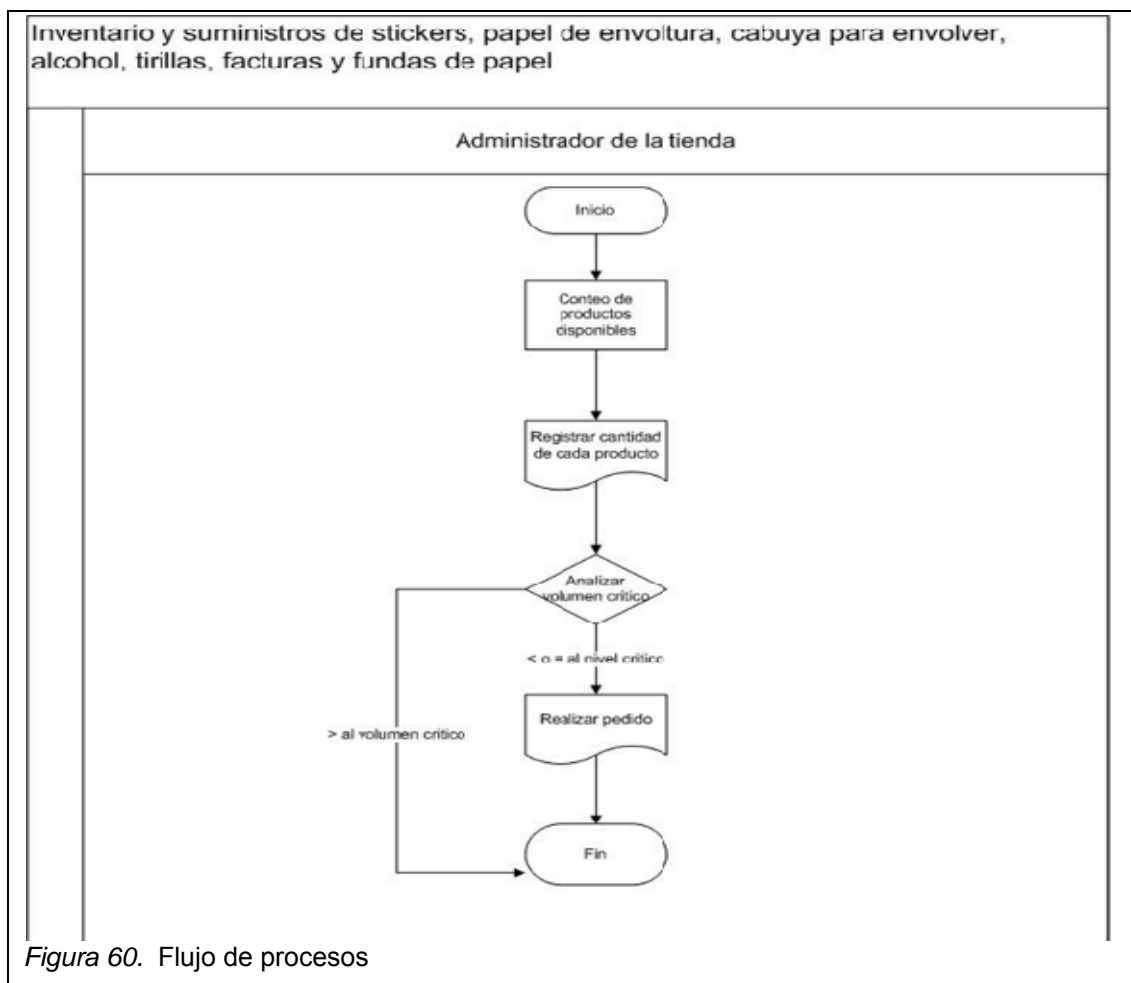 Inventario y suministros de stickers, papel de envoltura, cabuya para envolver,
alcohol, tirillas, facturas y fundas de papel
Administrador de la tienda
Inicio
Conteo de
productos
disponibles
Registrar cantidad
de cada producto
Analizar
volumen critico
< o = al nivel critico
Realizar pedido
> al volumen critico
Fin
Figura 60. Flujo de procesos